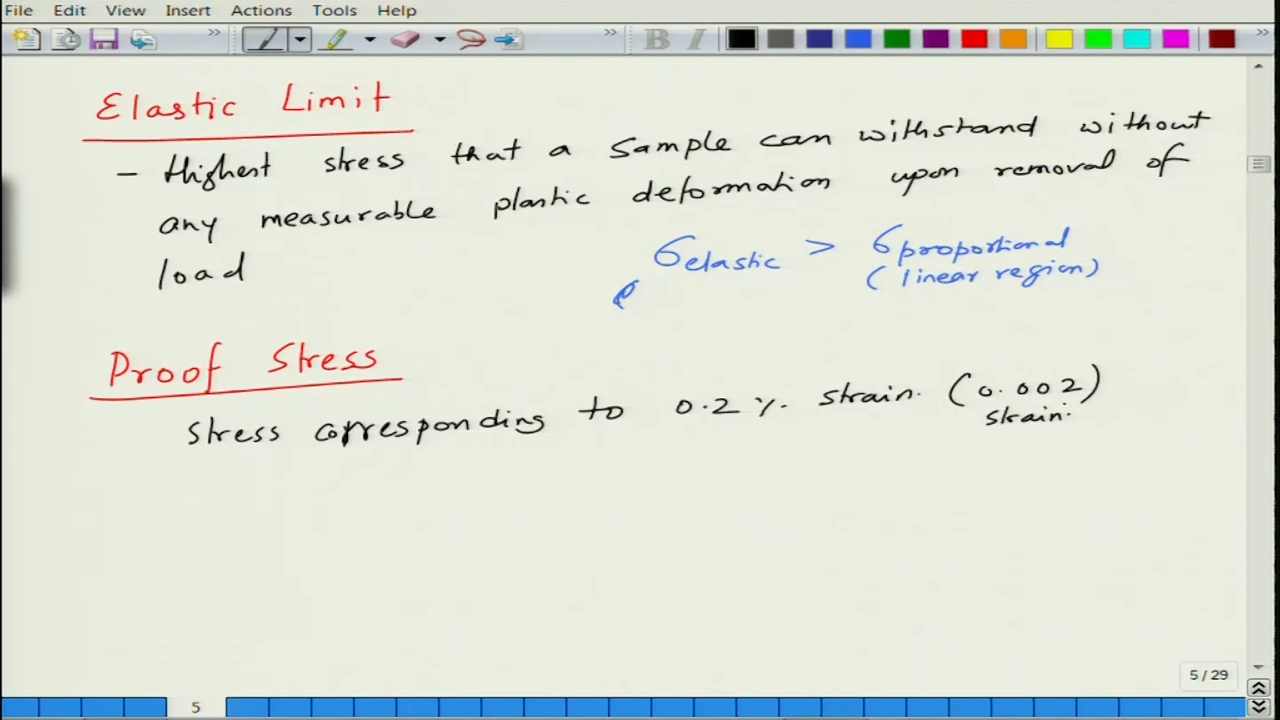 File Edit View Insert Actions Tools Help
B I
Elastic Limit
- Highest stress that a sample can withstand without
any measurable plastic deformation upon removal of
load
σelastic > σproportional
(linear region)
Proof Stress
stress corresponding to 0.2 %. strain. (0.002)
strain.
5 / 29
5